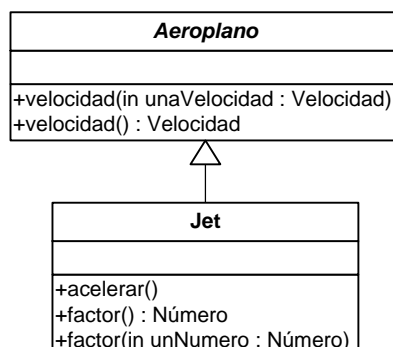 Aeroplano
+velocidad(in unaVelocidad : Velocidad)
+velocidad() : Velocidad
Jet
+acelerar()
+factor() : Número
+factor(in unNumero : Número)